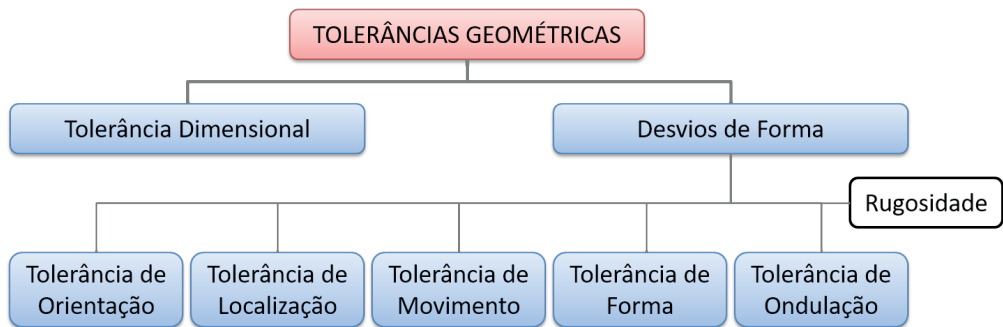 TOLERÂNCIAS GEOMÉTRICAS
Tolerância Dimensional
Desvios de Forma
Rugosidade
Tolerância de
Orientação
Tolerância de
Localização
Tolerância de
Movimento
Tolerância de
Forma
Tolerância de
Ondulação